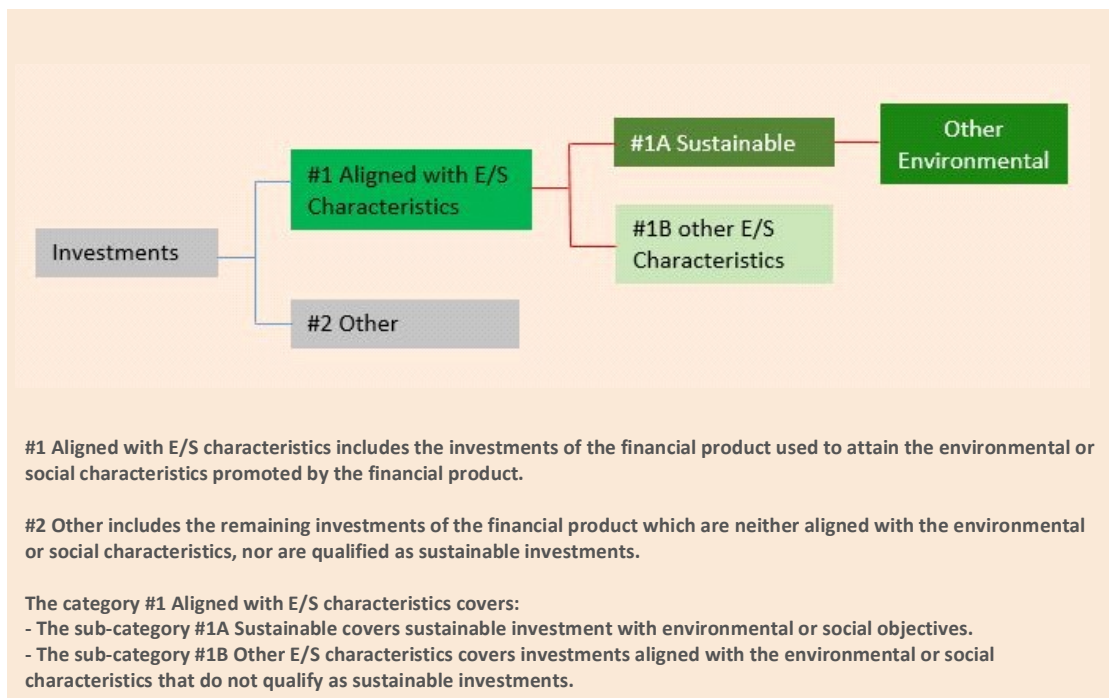 Investments
#1 Aligned with E/S
Characteristics
#2 Other
#1A Sustainable
#1B other E/S
Characteristics
Other
Environmental
#1 Aligned with E/S characteristics includes the investments of the financial product used to attain the environmental or
social characteristics promoted by the financial product.
#2 Other includes the remaining investments of the financial product which are neither aligned with the environmental
or social characteristics, nor are qualified as sustainable investments.
The category #1 Aligned with E/S characteristics covers:
- The sub-category #1A Sustainable covers sustainable investment with environmental or social objectives.
- The sub-category #1B Other E/S characteristics covers investments aligned with the environmental or social
characteristics that do not qualify as sustainable investments.